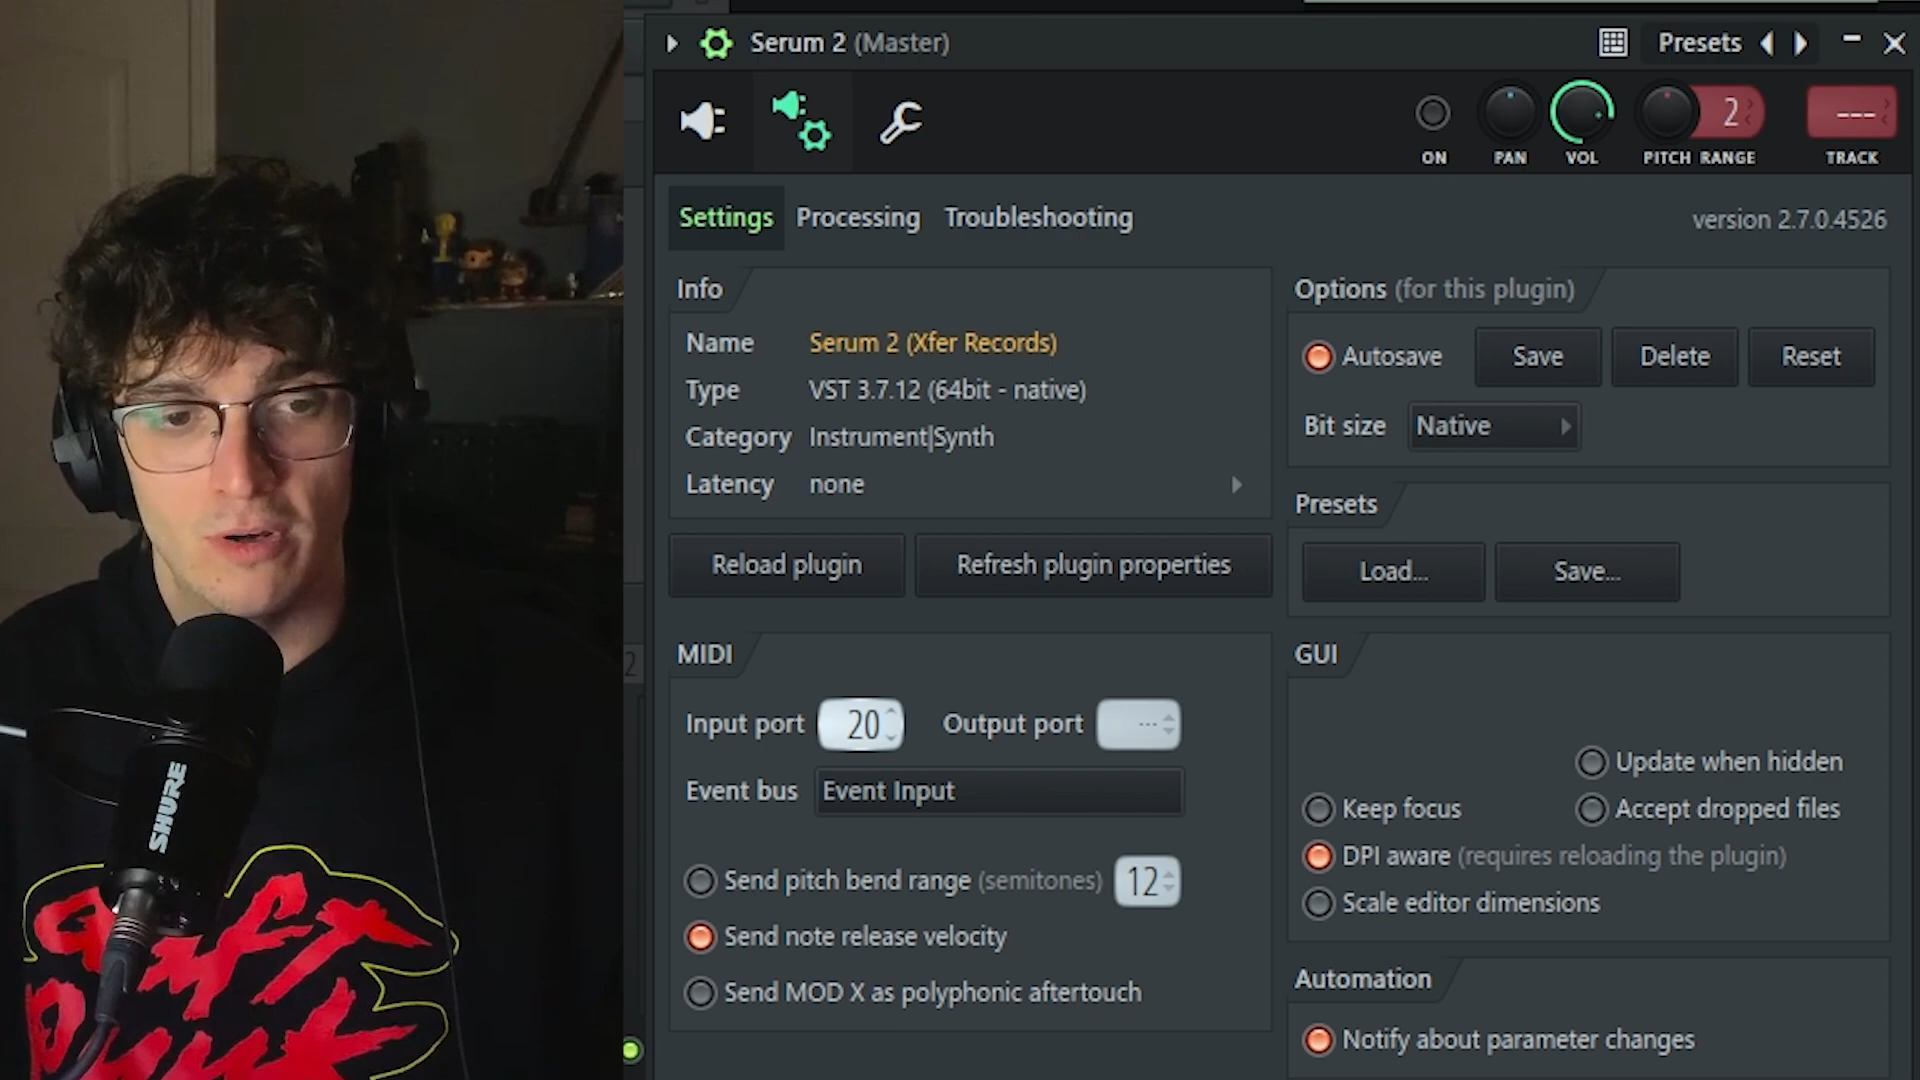 Serum 2 (Master)
Presets
ON
PAN
VOL
PITCH
2
RANGE
---
TRACK
Settings
Processing
Troubleshooting
version 2.7.0.4526
Info
Name
Serum 2 (Xfer Records)
Type
VST 3.7.12 (64bit - native)
Category
Instrument|Synth
Latency
none
Reload plugin
Refresh plugin properties
Options (for this plugin)
Autosave
Save
Delete
Reset
Bit size
Native
Presets
Load...
Save...
MIDI
Input port
20
Output port
---
Event bus
Event Input
Send pitch bend range (semitones)
12
Send note release velocity
Send MOD X as polyphonic aftertouch
GUI
Update when hidden
Keep focus
Accept dropped files
DPI aware (requires reloading the plugin)
Scale editor dimensions
Automation
Notify about parameter changes
2
SHURE
DAFT
PUNK